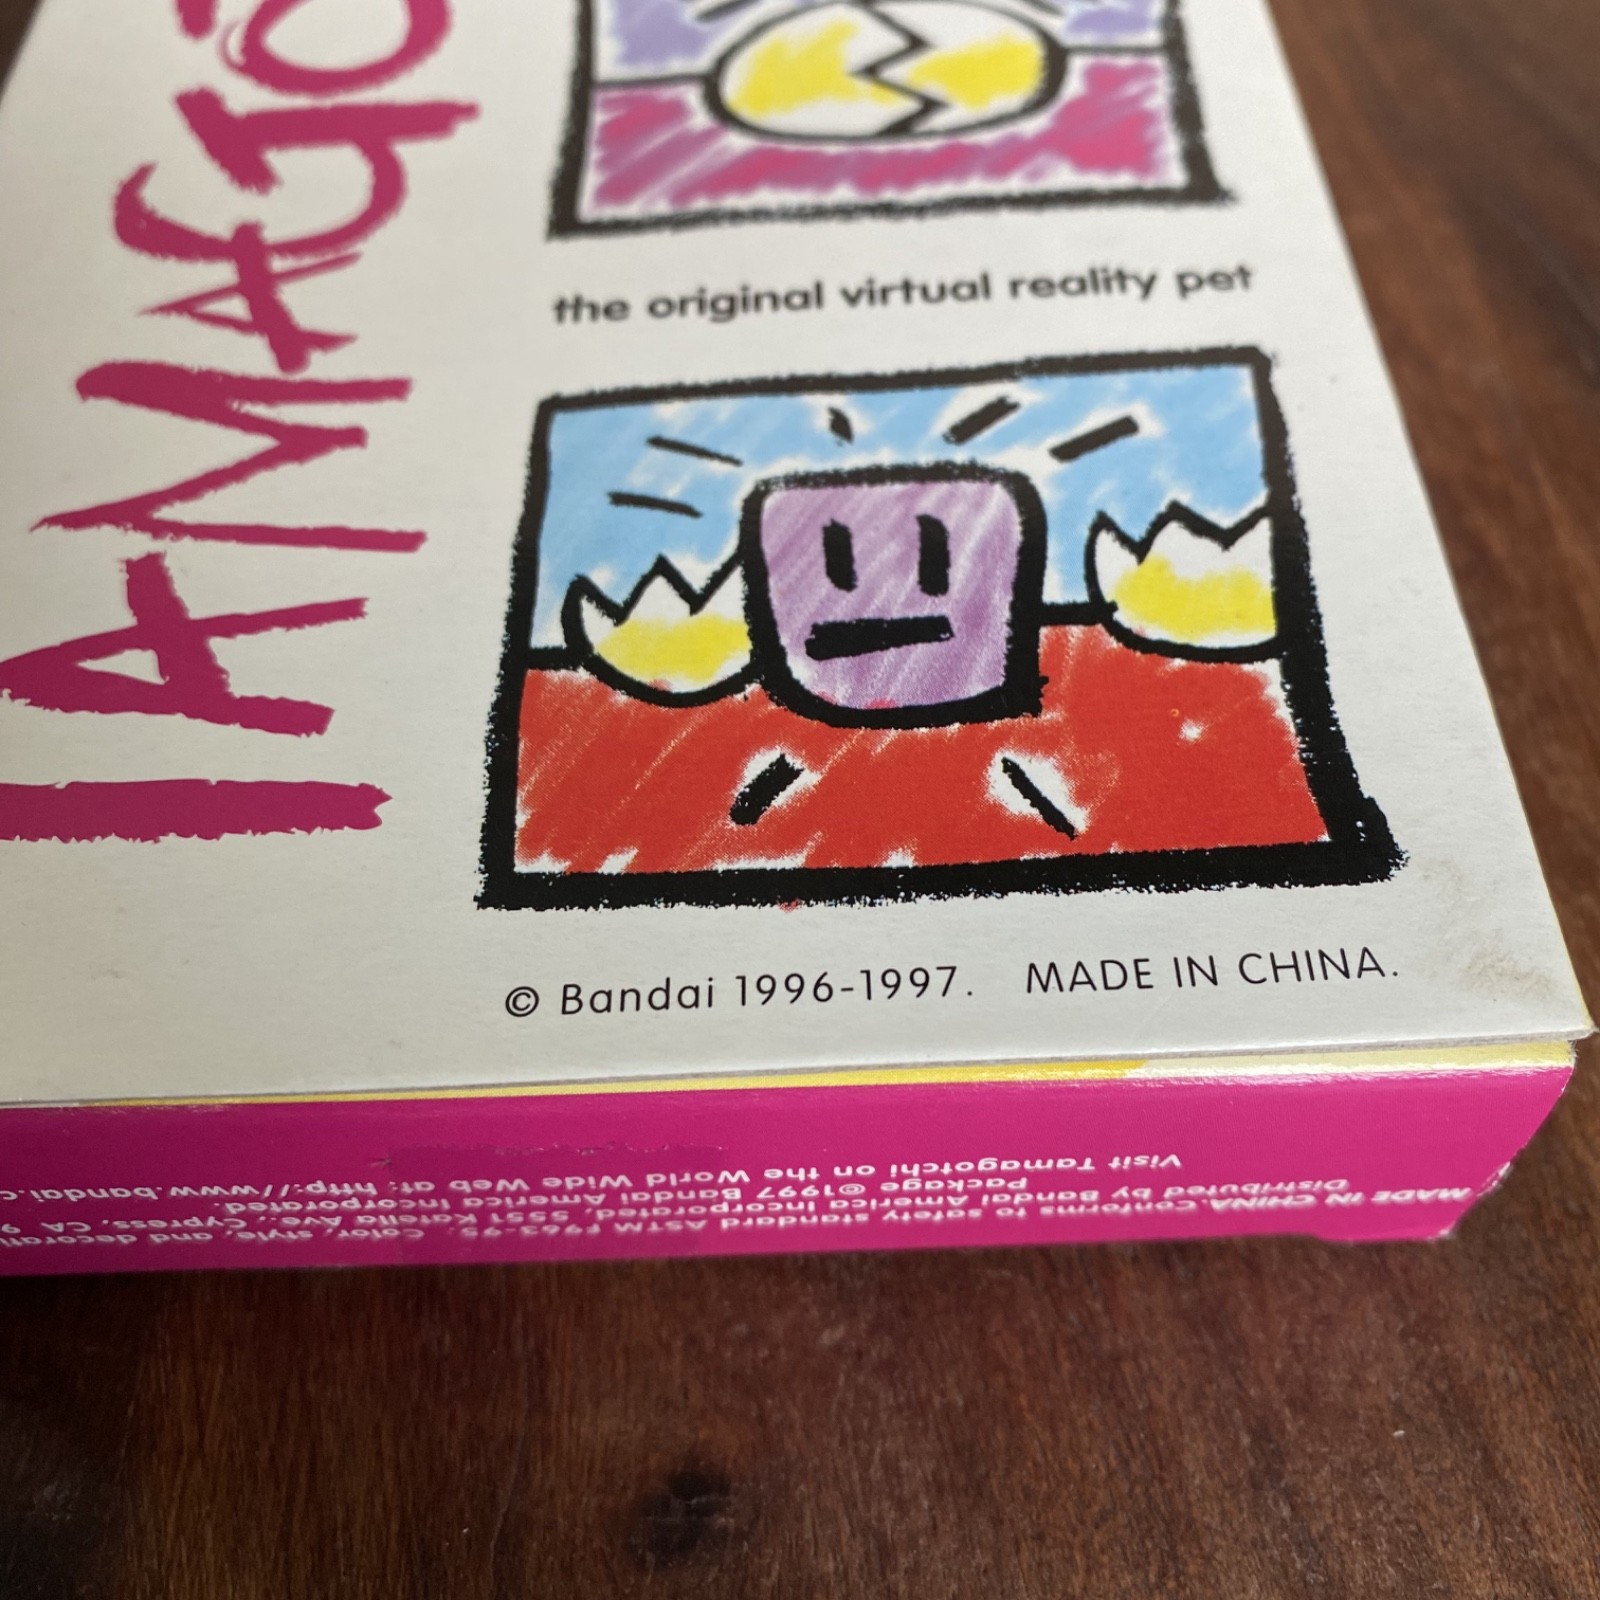 TAMAGO
the original virtual reality pet
© Bandai 1996-1997. MADE IN CHINA.
MADE IN CHINA. Conforms to safety standard ASTM F963-95. Color, style, and decorati
Distributed by Bandai America Incorporated, 5551 Katella Ave., Cypress, CA 9
Package ©1997 Bandai America Incorporated.
Visit Tamagotchi on the World Wide Web at: http://www.bandai.c